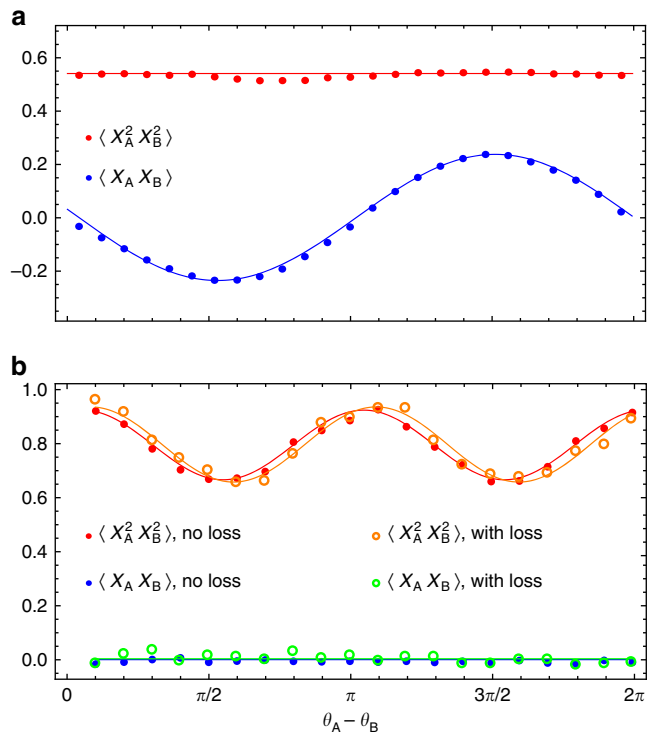 a
0.6
0.4
⟨ X_A^2 X_B^2 ⟩
0.2
⟨ X_A X_B ⟩
0.0
−0.2
b
1.0
0.8
0.6
⟨ X_A^2 X_B^2 ⟩, no loss ⟨ X_A^2 X_B^2 ⟩, with loss
0.4
⟨ X_A X_B ⟩, no loss ⟨ X_A X_B ⟩, with loss
0.2
0.0
0 π/2 π 3π/2 2π
θ_A − θ_B